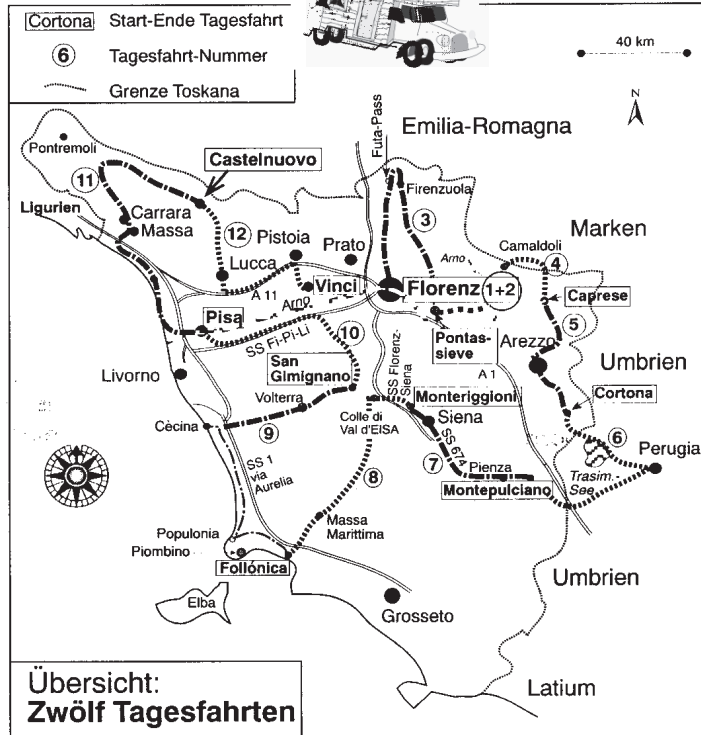 Cortona Start-Ende Tagesfahrt
6 Tagesfahrt-Nummer
Grenze Toskana
40 km
N
Emilia-Romagna
Futa-Pass
Pontremoli
Castelnuovo
Firenzuola
11
3
Marken
Ligurien
Carrara
Massa
12
Pistoia
Prato
Arno
Camaldoli
4
Lucca
Vinci
Florenz 1+2
Caprese
A 11
Arno
Pisa
SS Fi-Pi-Li
10
Pontas-
sieve
Arezzo
5
Umbrien
San
GImignano
SS Florenz-
Siena
A 1
Livorno
Monteriggioni
Volterra
Siena
Cortona
Cècina
9
Colle di
Val d'EISA
6
Perugia
SS 1
via
Aurelia
8
7
SS 674
Pienza
Trasim.
See
Montepulciano
Massa
Marittima
Populonia
Piombino
Follónica
Umbrien
Elba
Grosseto
Latium
Übersicht:
Zwölf Tagesfahrten